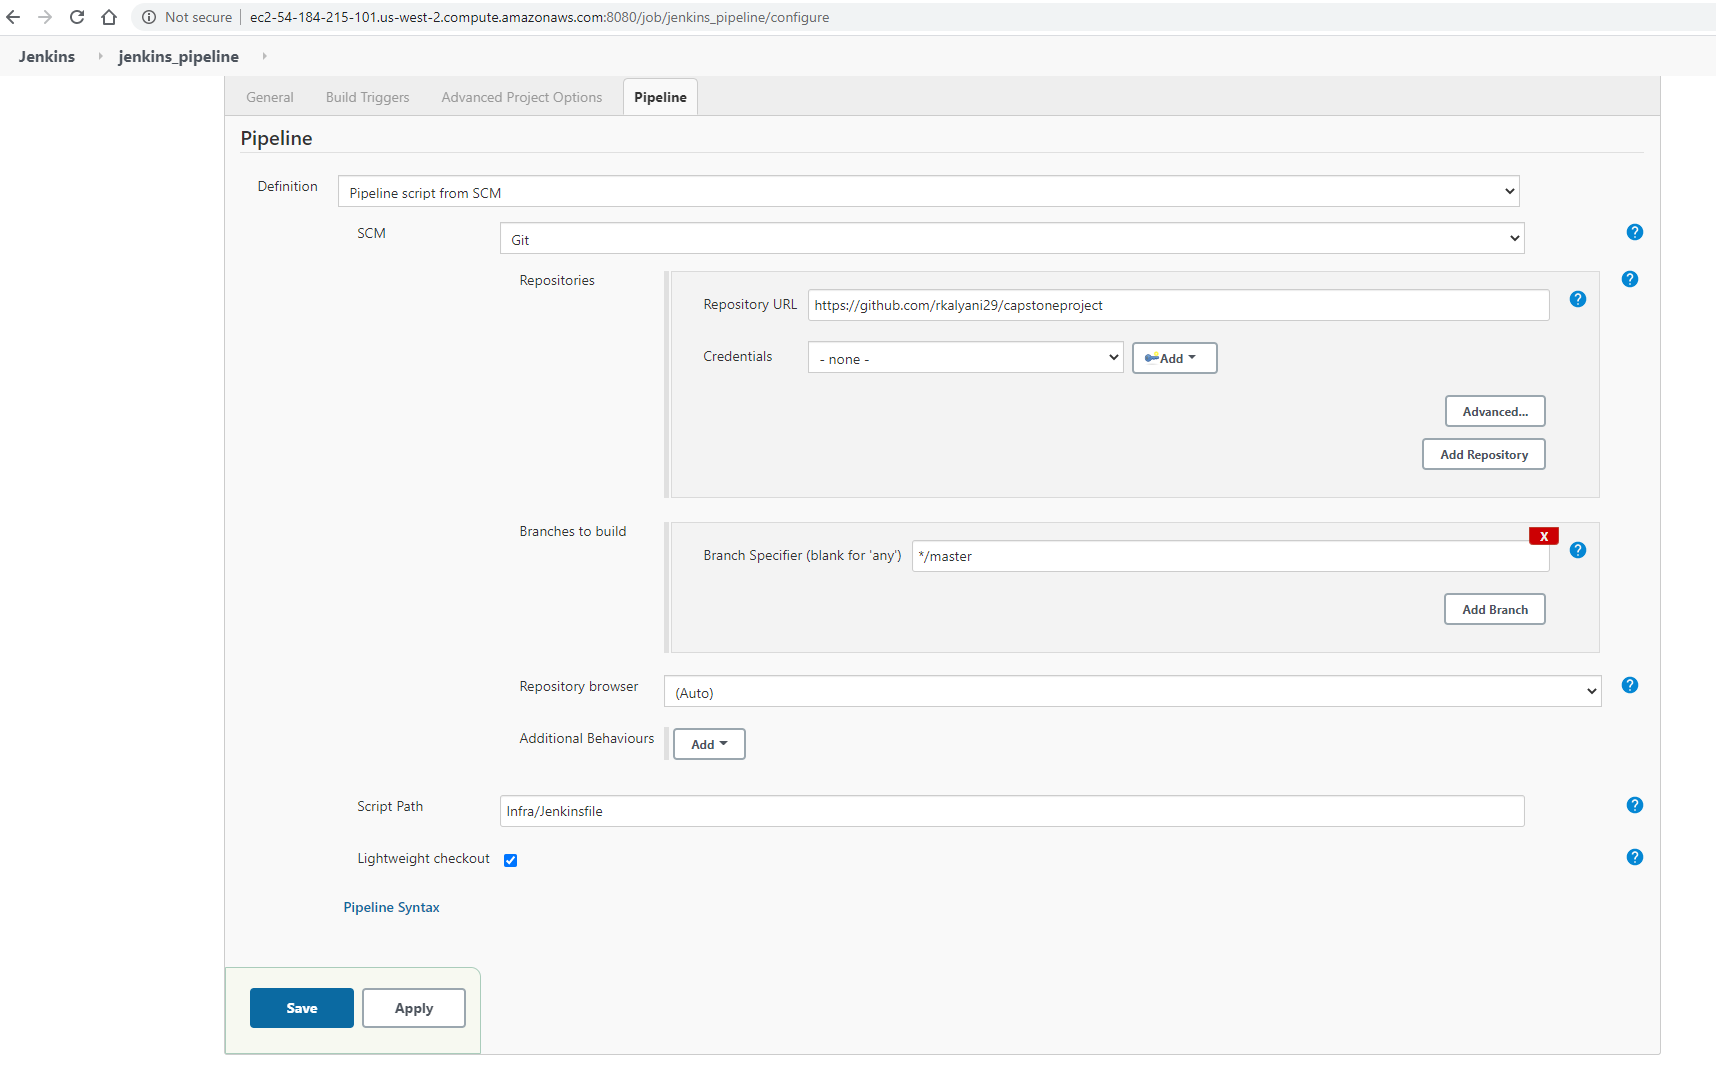 Not secure | ec2-54-184-215-101.us-west-2.compute.amazonaws.com:8080/job/jenkins_pipeline/configure
Jenkins jenkins_pipeline
General Build Triggers Advanced Project Options Pipeline
Pipeline
Definition Pipeline script from SCM
SCM Git ?
Repositories ?
Repository URL https://github.com/rkalyani29/capstoneproject ?
Credentials - none - Add
Advanced...
Add Repository
Branches to build
X
Branch Specifier (blank for 'any') */master ?
Add Branch
Repository browser (Auto) ?
Additional Behaviours Add
Script Path Infra/Jenkinsfile ?
Lightweight checkout ?
Pipeline Syntax
Save Apply